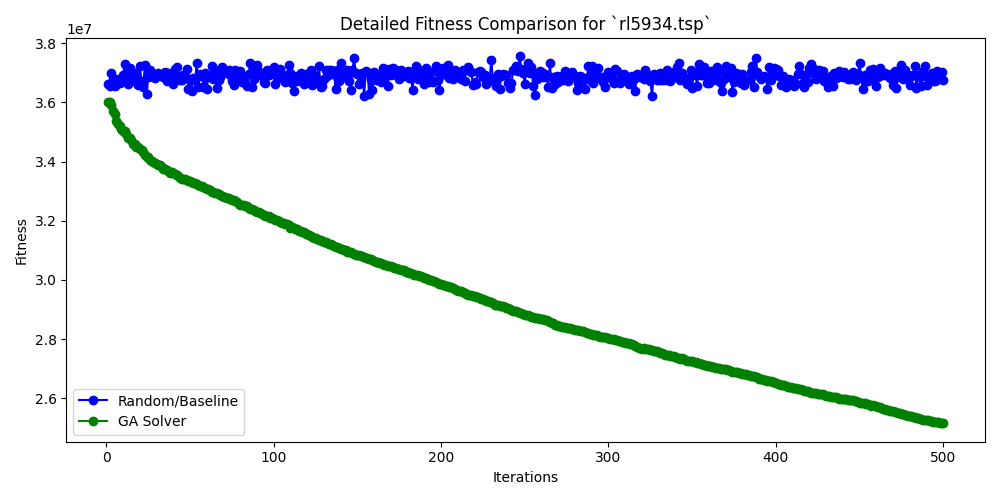 Detailed Fitness Comparison for `rl5934.tsp`
1e7
3.8
3.6
3.4
3.2
3.0
2.8
2.6
Fitness
Random/Baseline
GA Solver
0 100 200 300 400 500
Iterations